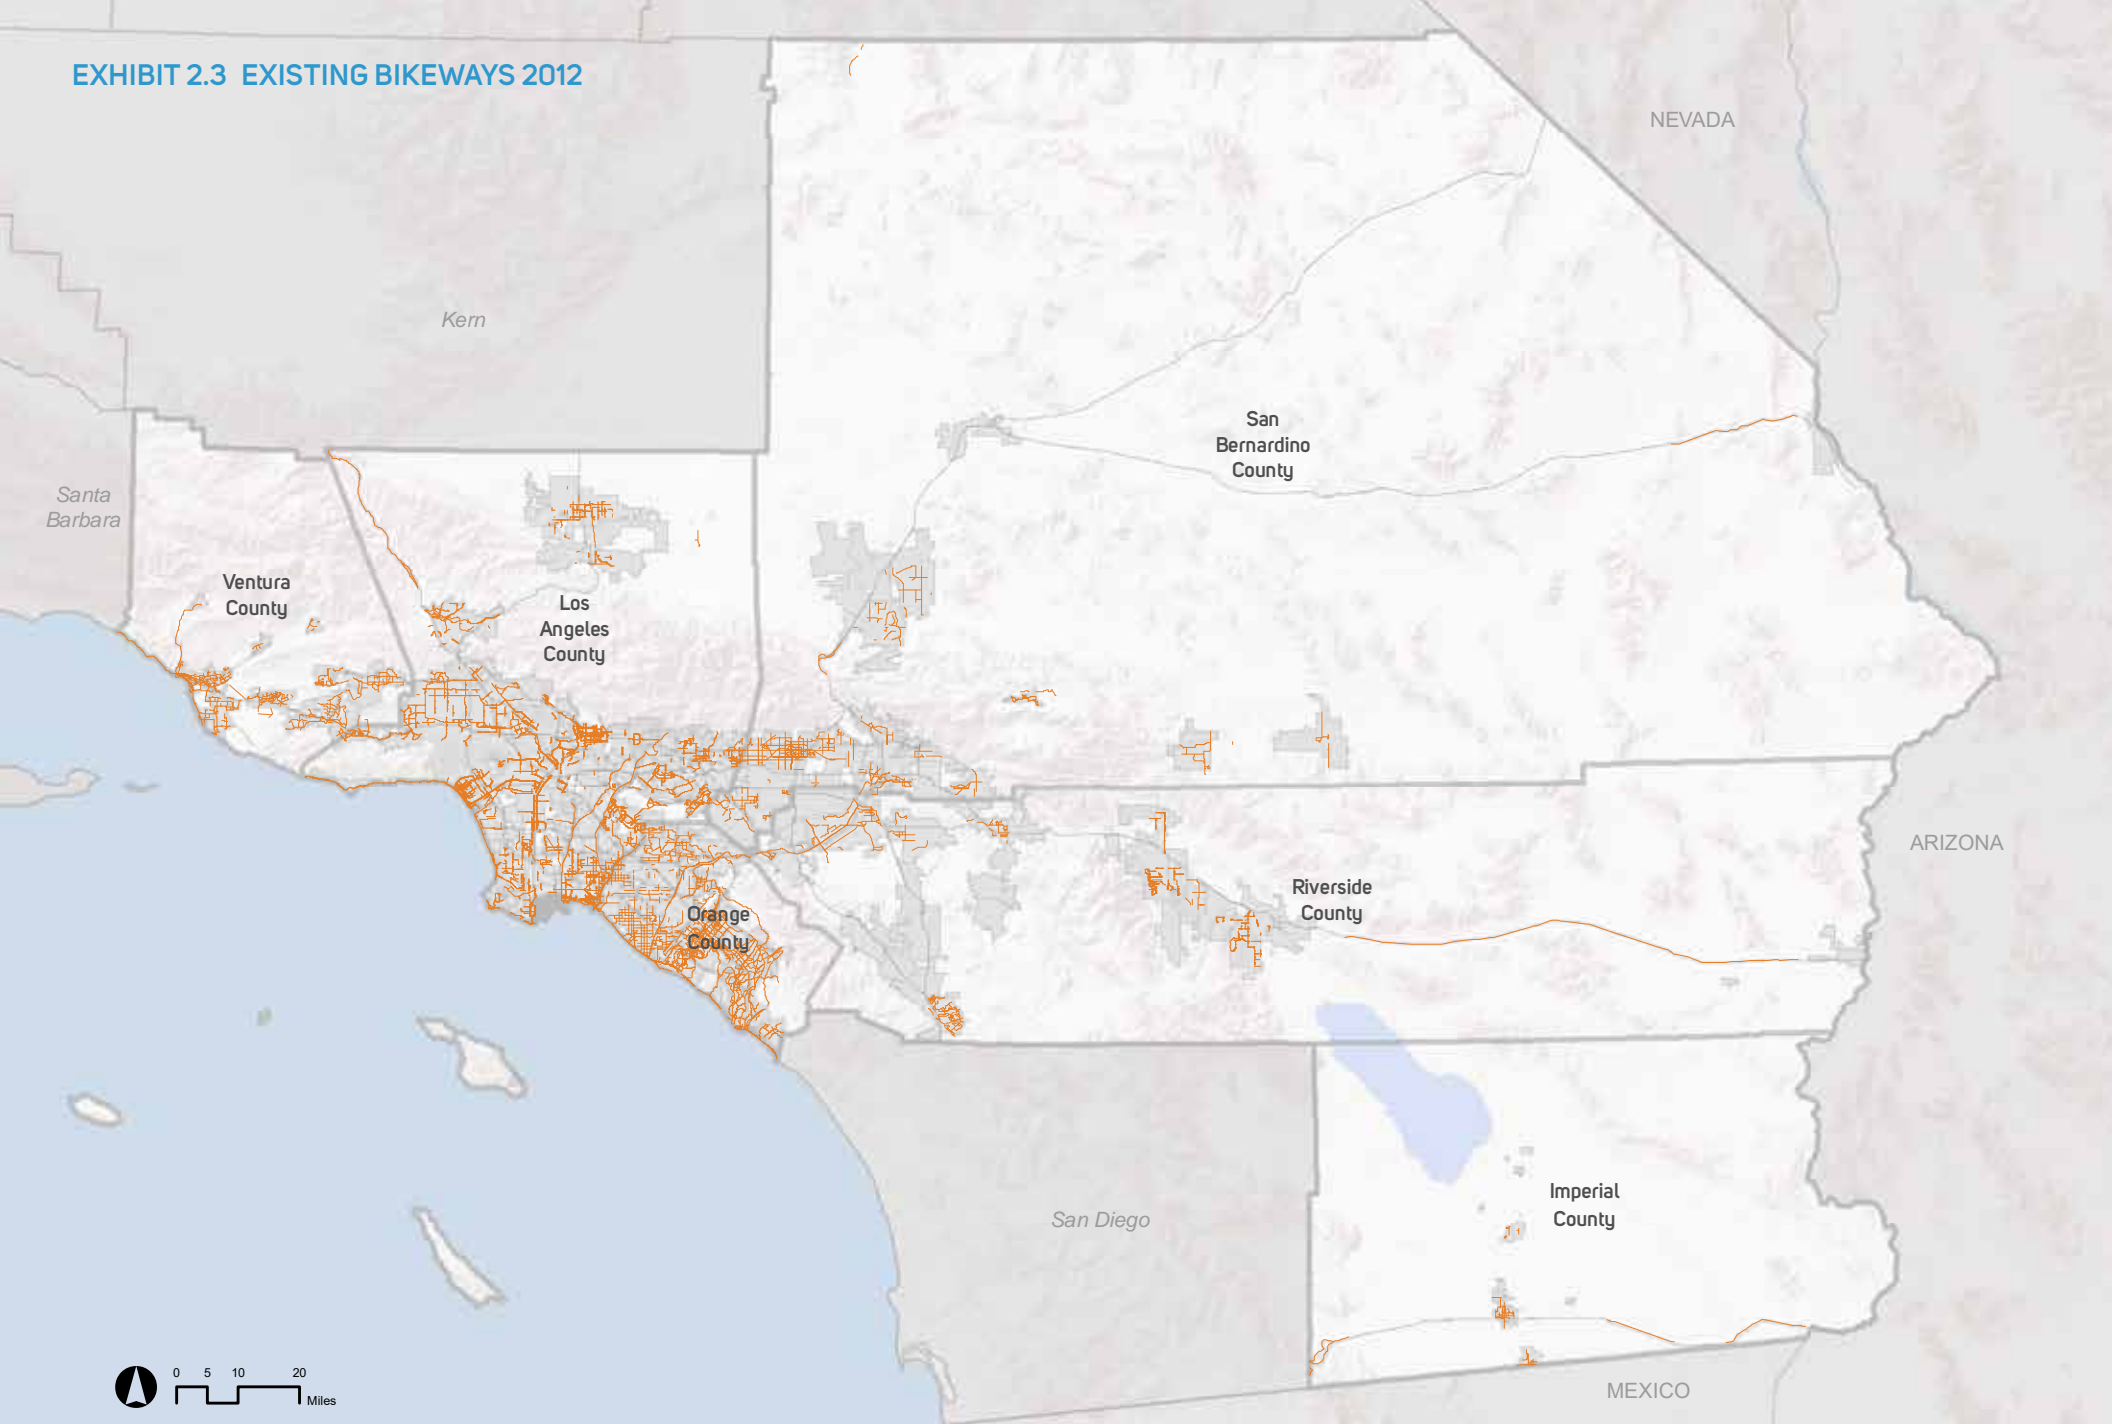 EXHIBIT 2.3 EXISTING BIKEWAYS 2012
NEVADA
Kern
San
Bernardino
County
Santa
Barbara
Ventura
County
Los
Angeles
County
ARIZONA
Riverside
County
Orange
County
Imperial
County
San Diego
0 5 10 20
Miles
MEXICO